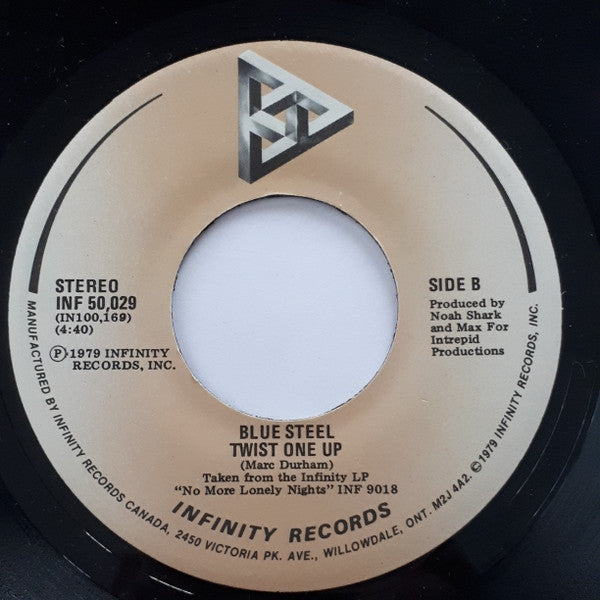 STEREO
INF 50,029
(IN100,169)
(4:40)
Ⓟ1979 INFINITY
RECORDS, INC.
SIDE B
Produced by
Noah Shark
and Max For
Intrepid
Productions
BLUE STEEL
TWIST ONE UP
(Marc Durham)
Taken from the Infinity LP
"No More Lonely Nights" INF 9018
INFINITY RECORDS
MANUFACTURED BY INFINITY RECORDS CANADA, 2450 VICTORIA PK. AVE., WILLOWDALE, ONT. M2J 4A2. ©1979 INFINITY RECORDS, INC.